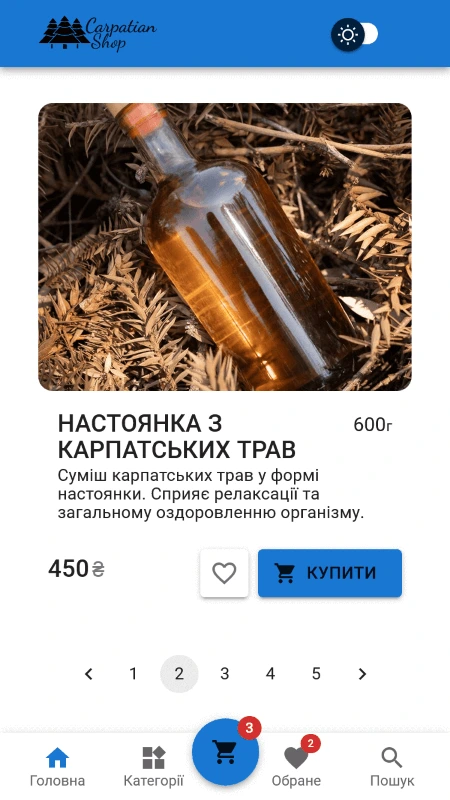 Carpatian
Shop
НАСТОЯНКА З
КАРПАТСЬКИХ ТРАВ
600г
Суміш карпатських трав у формі
настоянки. Сприяє релаксації та
загальному оздоровленню організму.
450₴
КУПИТИ
1 2 3 4 5
3
2
Головна
Категорії
Обране
Пошук